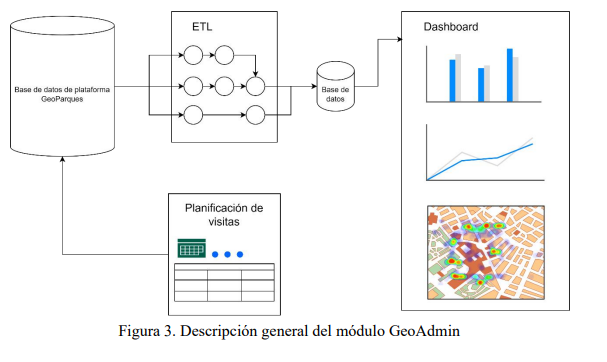 ETL
Dashboard
Base de datos de plataforma
GeoParques
Base de
datos
Planificación de
visitas
Figura 3. Descripción general del módulo GeoAdmin